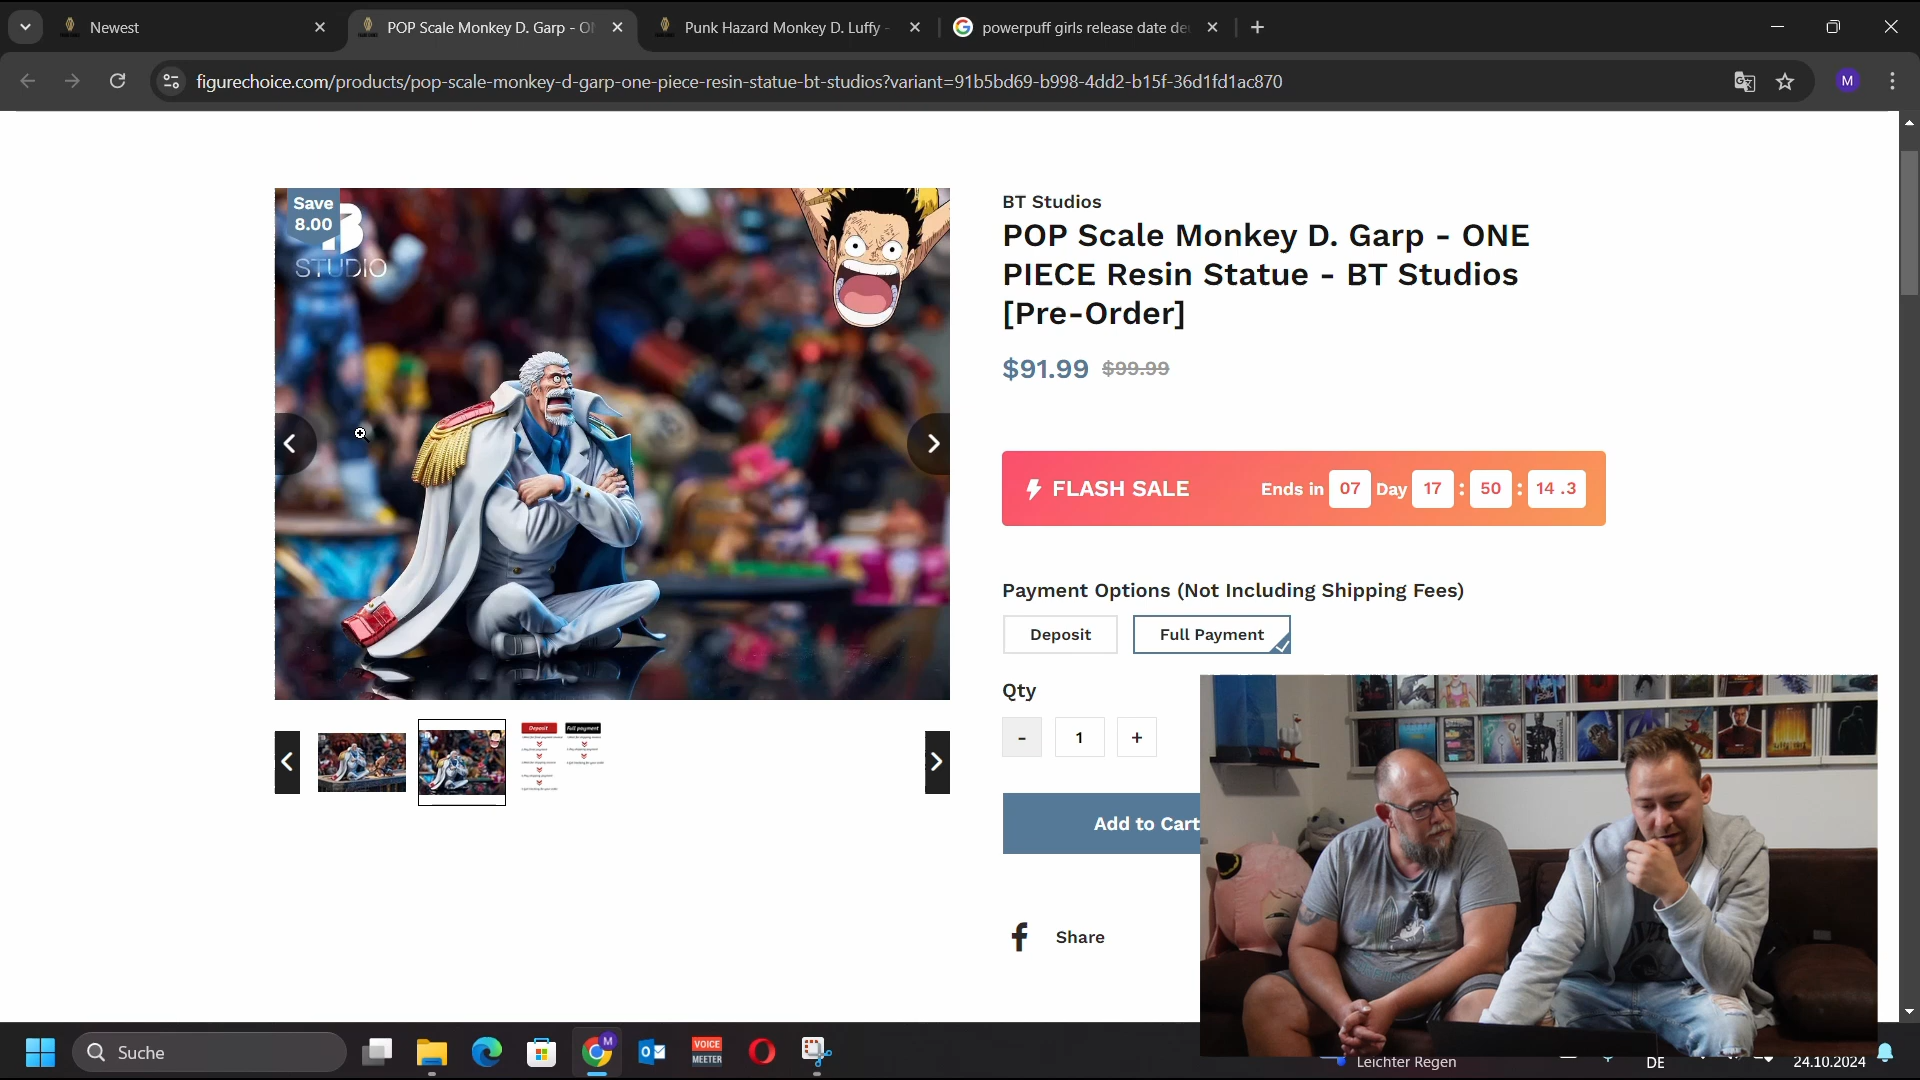 Newest
POP Scale Monkey D. Garp - O
Punk Hazard Monkey D. Luffy -
powerpuff girls release date de
figurechoice.com/products/pop-scale-monkey-d-garp-one-piece-resin-statue-bt-studios?variant=91b5bd69-b998-4dd2-b15f-36d1fd1ac870
M
Save
8.00
STUDIO
BT Studios
POP Scale Monkey D. Garp - ONE
PIECE Resin Statue - BT Studios
[Pre-Order]
$91.99 $99.99
FLASH SALE Ends in 07 Day 17 : 50 : 14 .3
Payment Options (Not Including Shipping Fees)
Deposit Full Payment
Qty
- 1 +
Add to Cart
Share
Deposit Full payment
Suche
M
VOICE
MEETER
Leichter Regen
DE
24.10.2024